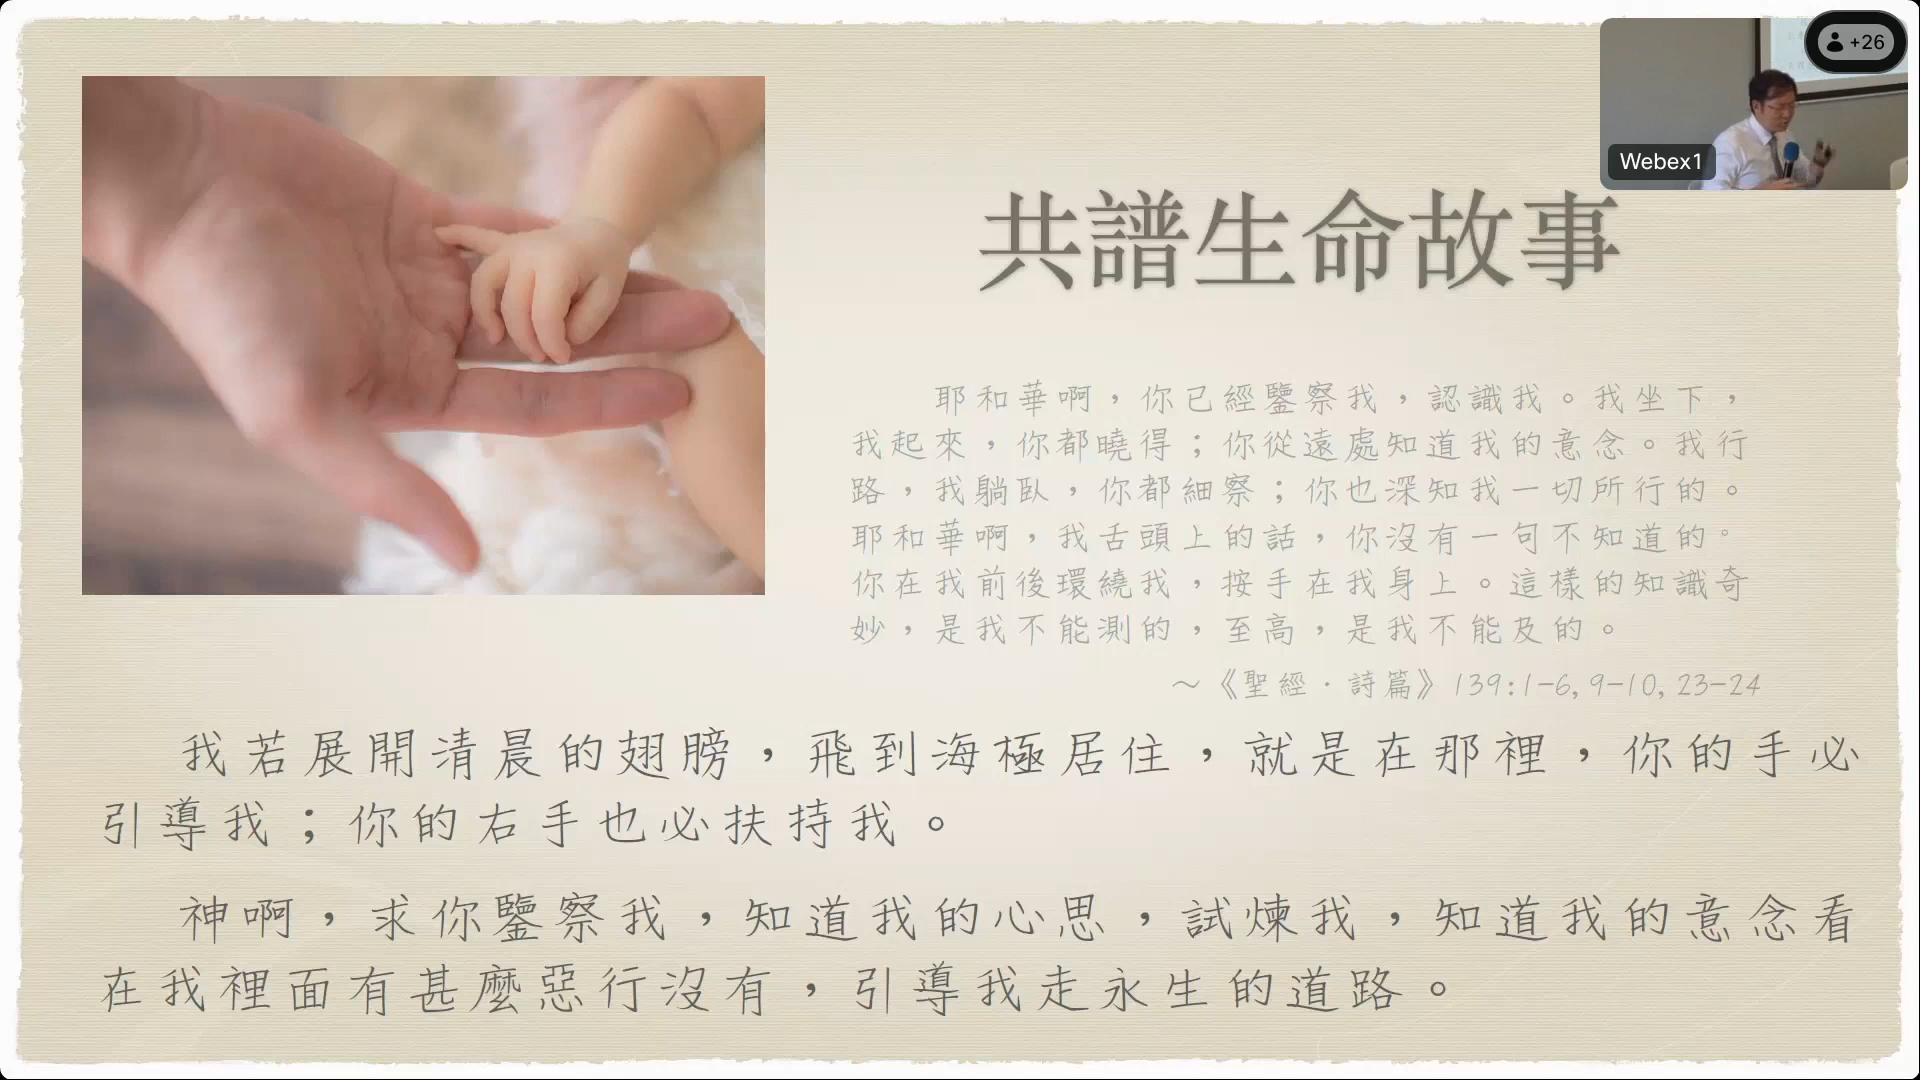 +26
Webex1
共譜生命故事
耶和華啊，你已經鑒察我，認識我。我坐下，
我起來，你都曉得；你從遠處知道我的意念。我行
路，我躺臥，你都細察；你也深知我一切所行的。
耶和華啊，我舌頭上的話，你沒有一句不知道的。
你在我前後環繞我，按手在我身上。這樣的知識奇
妙，是我不能測的，至高，是我不能及的。
～《聖經．詩篇》139:1-6, 9-10, 23-24
我若展開清晨的翅膀，飛到海極居住，就是在那裡，你的手必
引導我；你的右手也必扶持我。
神啊，求你鑒察我，知道我的心思，試煉我，知道我的意念看
在我裡面有甚麼惡行沒有，引導我走永生的道路。